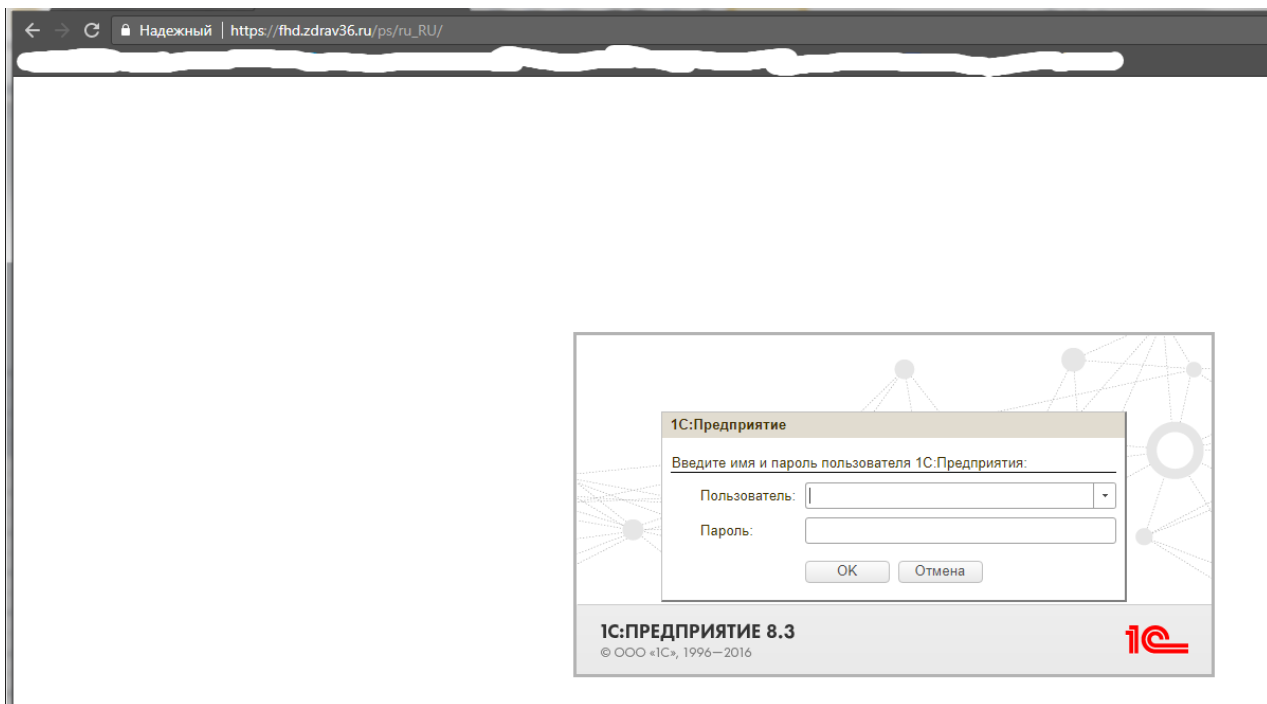 Надежный | https://fhd.zdrav36.ru/ps/ru_RU/
1С:Предприятие
Введите имя и пароль пользователя 1С:Предприятия:
Пользователь:
Пароль:
OK Отмена
1С:ПРЕДПРИЯТИЕ 8.3
© ООО «1С», 1996—2016
1С